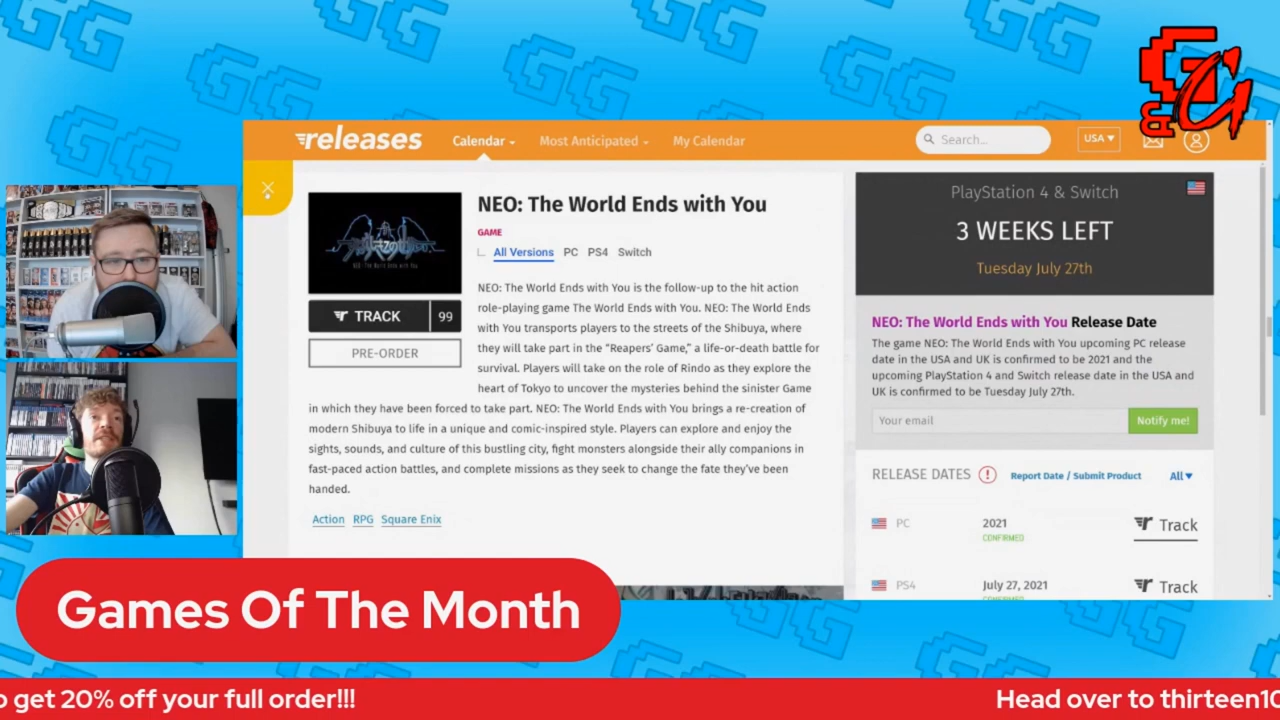 releases
Calendar
Most Anticipated
My Calendar
Search...
USA
NEO: The World Ends with You
GAME
All Versions PC PS4 Switch
NEO: The World Ends with You is the follow-up to the hit action
role-playing game The World Ends with You. NEO: The World Ends
with You transports players to the streets of the Shibuya, where
they will take part in the “Reapers’ Game,” a life-or-death battle for
survival. Players will take on the role of Rindo as they explore the
heart of Tokyo to uncover the mysteries behind the sinister Game
in which they have been forced to take part. NEO: The World Ends with You brings a re-creation of
modern Shibuya to life in a unique and comic-inspired style. Players can explore and enjoy the
sights, sounds, and culture of this bustling city, fight monsters alongside their ally companions in
fast-paced action battles, and complete missions as they seek to change the fate they’ve been
handed.
NEO: The World Ends with You
TRACK 99
PRE-ORDER
Action RPG Square Enix
PlayStation 4 & Switch
3 WEEKS LEFT
Tuesday July 27th
NEO: The World Ends with You Release Date
The game NEO: The World Ends with You upcoming PC release
date in the USA and UK is confirmed to be 2021 and the
upcoming PlayStation 4 and Switch release date in the USA and
UK is confirmed to be Tuesday July 27th.
Your email
Notify me!
RELEASE DATES
Report Date / Submit Product
All
PC 2021 Track
CONFIRMED
PS4 July 27, 2021 Track
Games Of The Month
o get 20% off your full order!!!
Head over to thirteen10